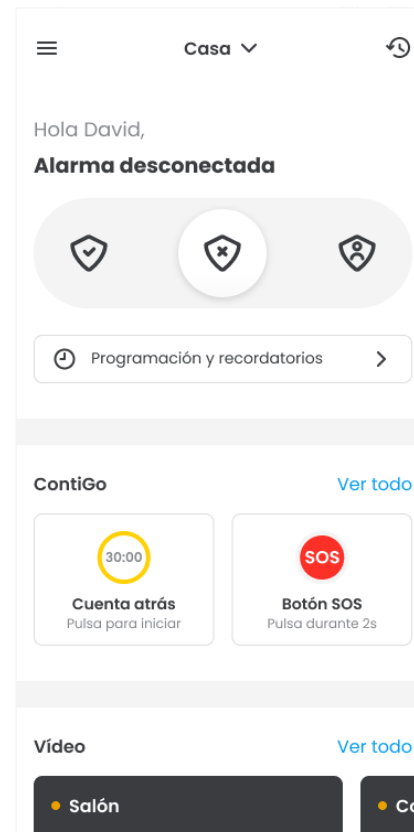 Casa
Hola David,
Alarma desconectada
Programación y recordatorios
ContiGo Ver todo
30:00 SOS
Cuenta atrás Botón SOS
Pulsa para iniciar Pulsa durante 2s
Vídeo Ver todo
Salón